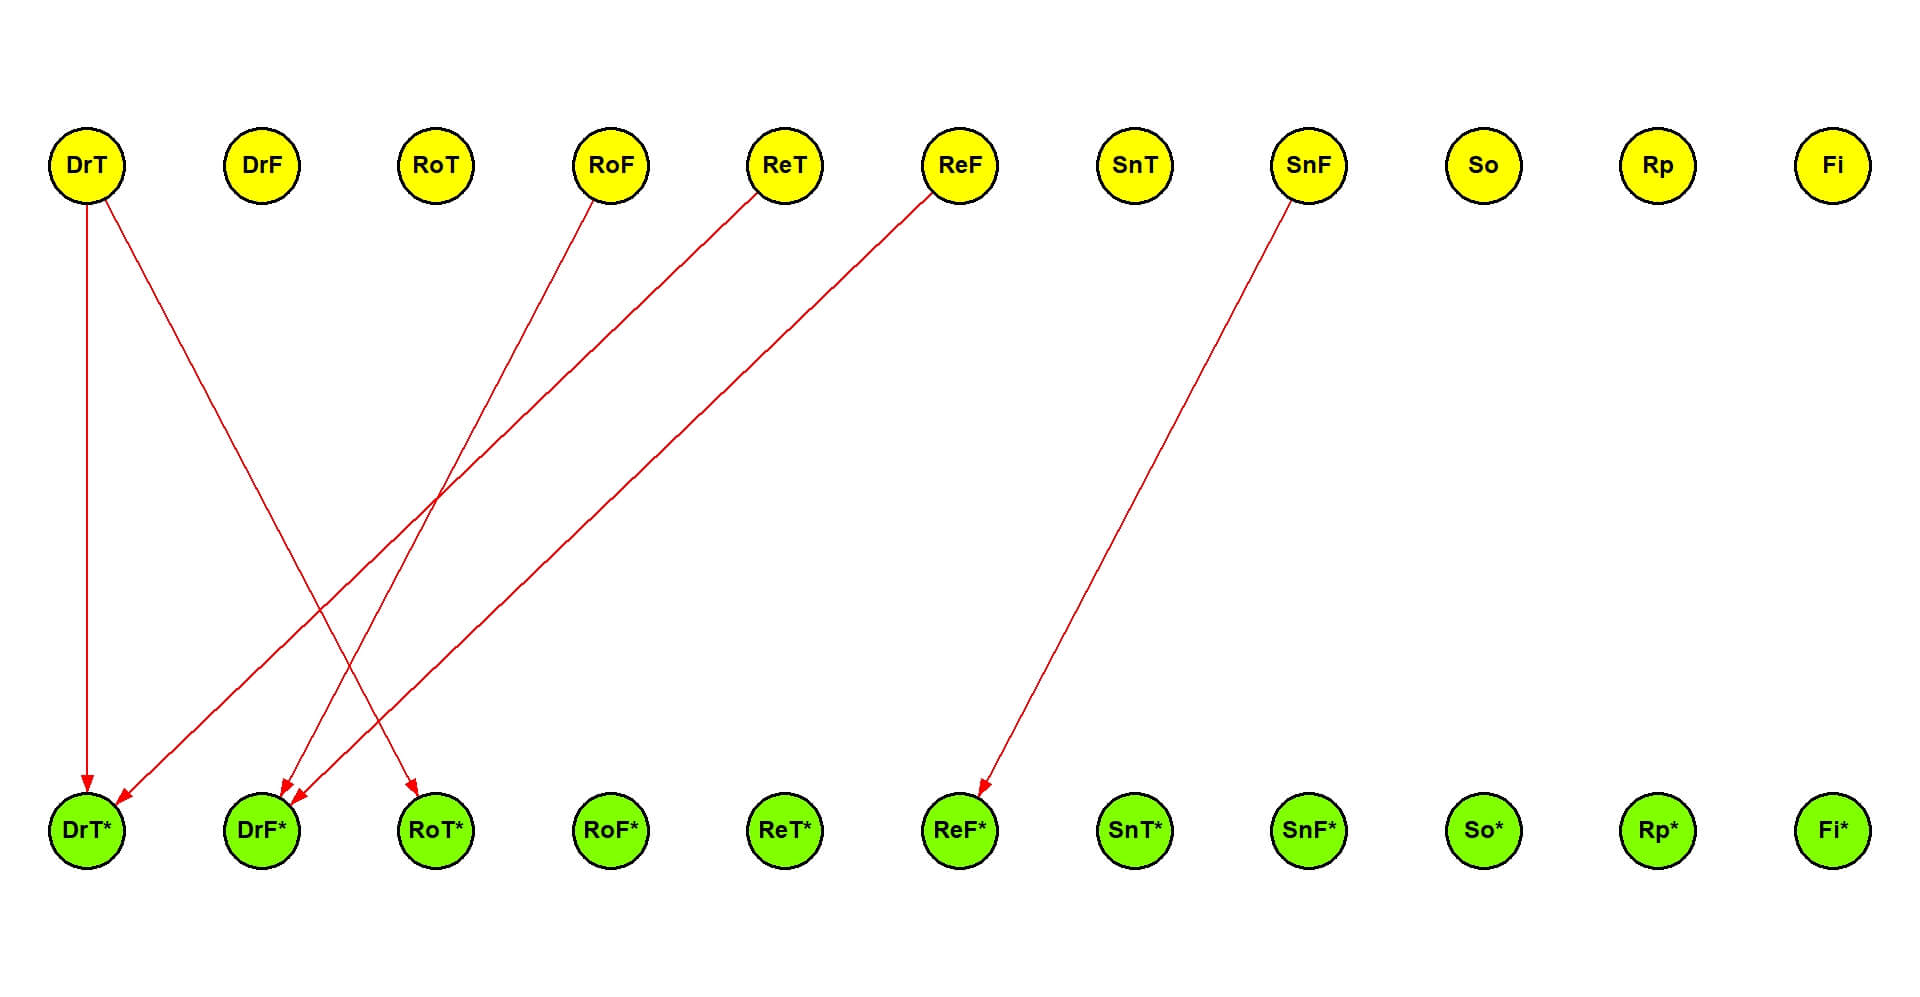 DrT DrF RoT RoF ReT ReF SnT SnF So Rp Fi
DrT* DrF* RoT* RoF* ReT* ReF* SnT* SnF* So* Rp* Fi*